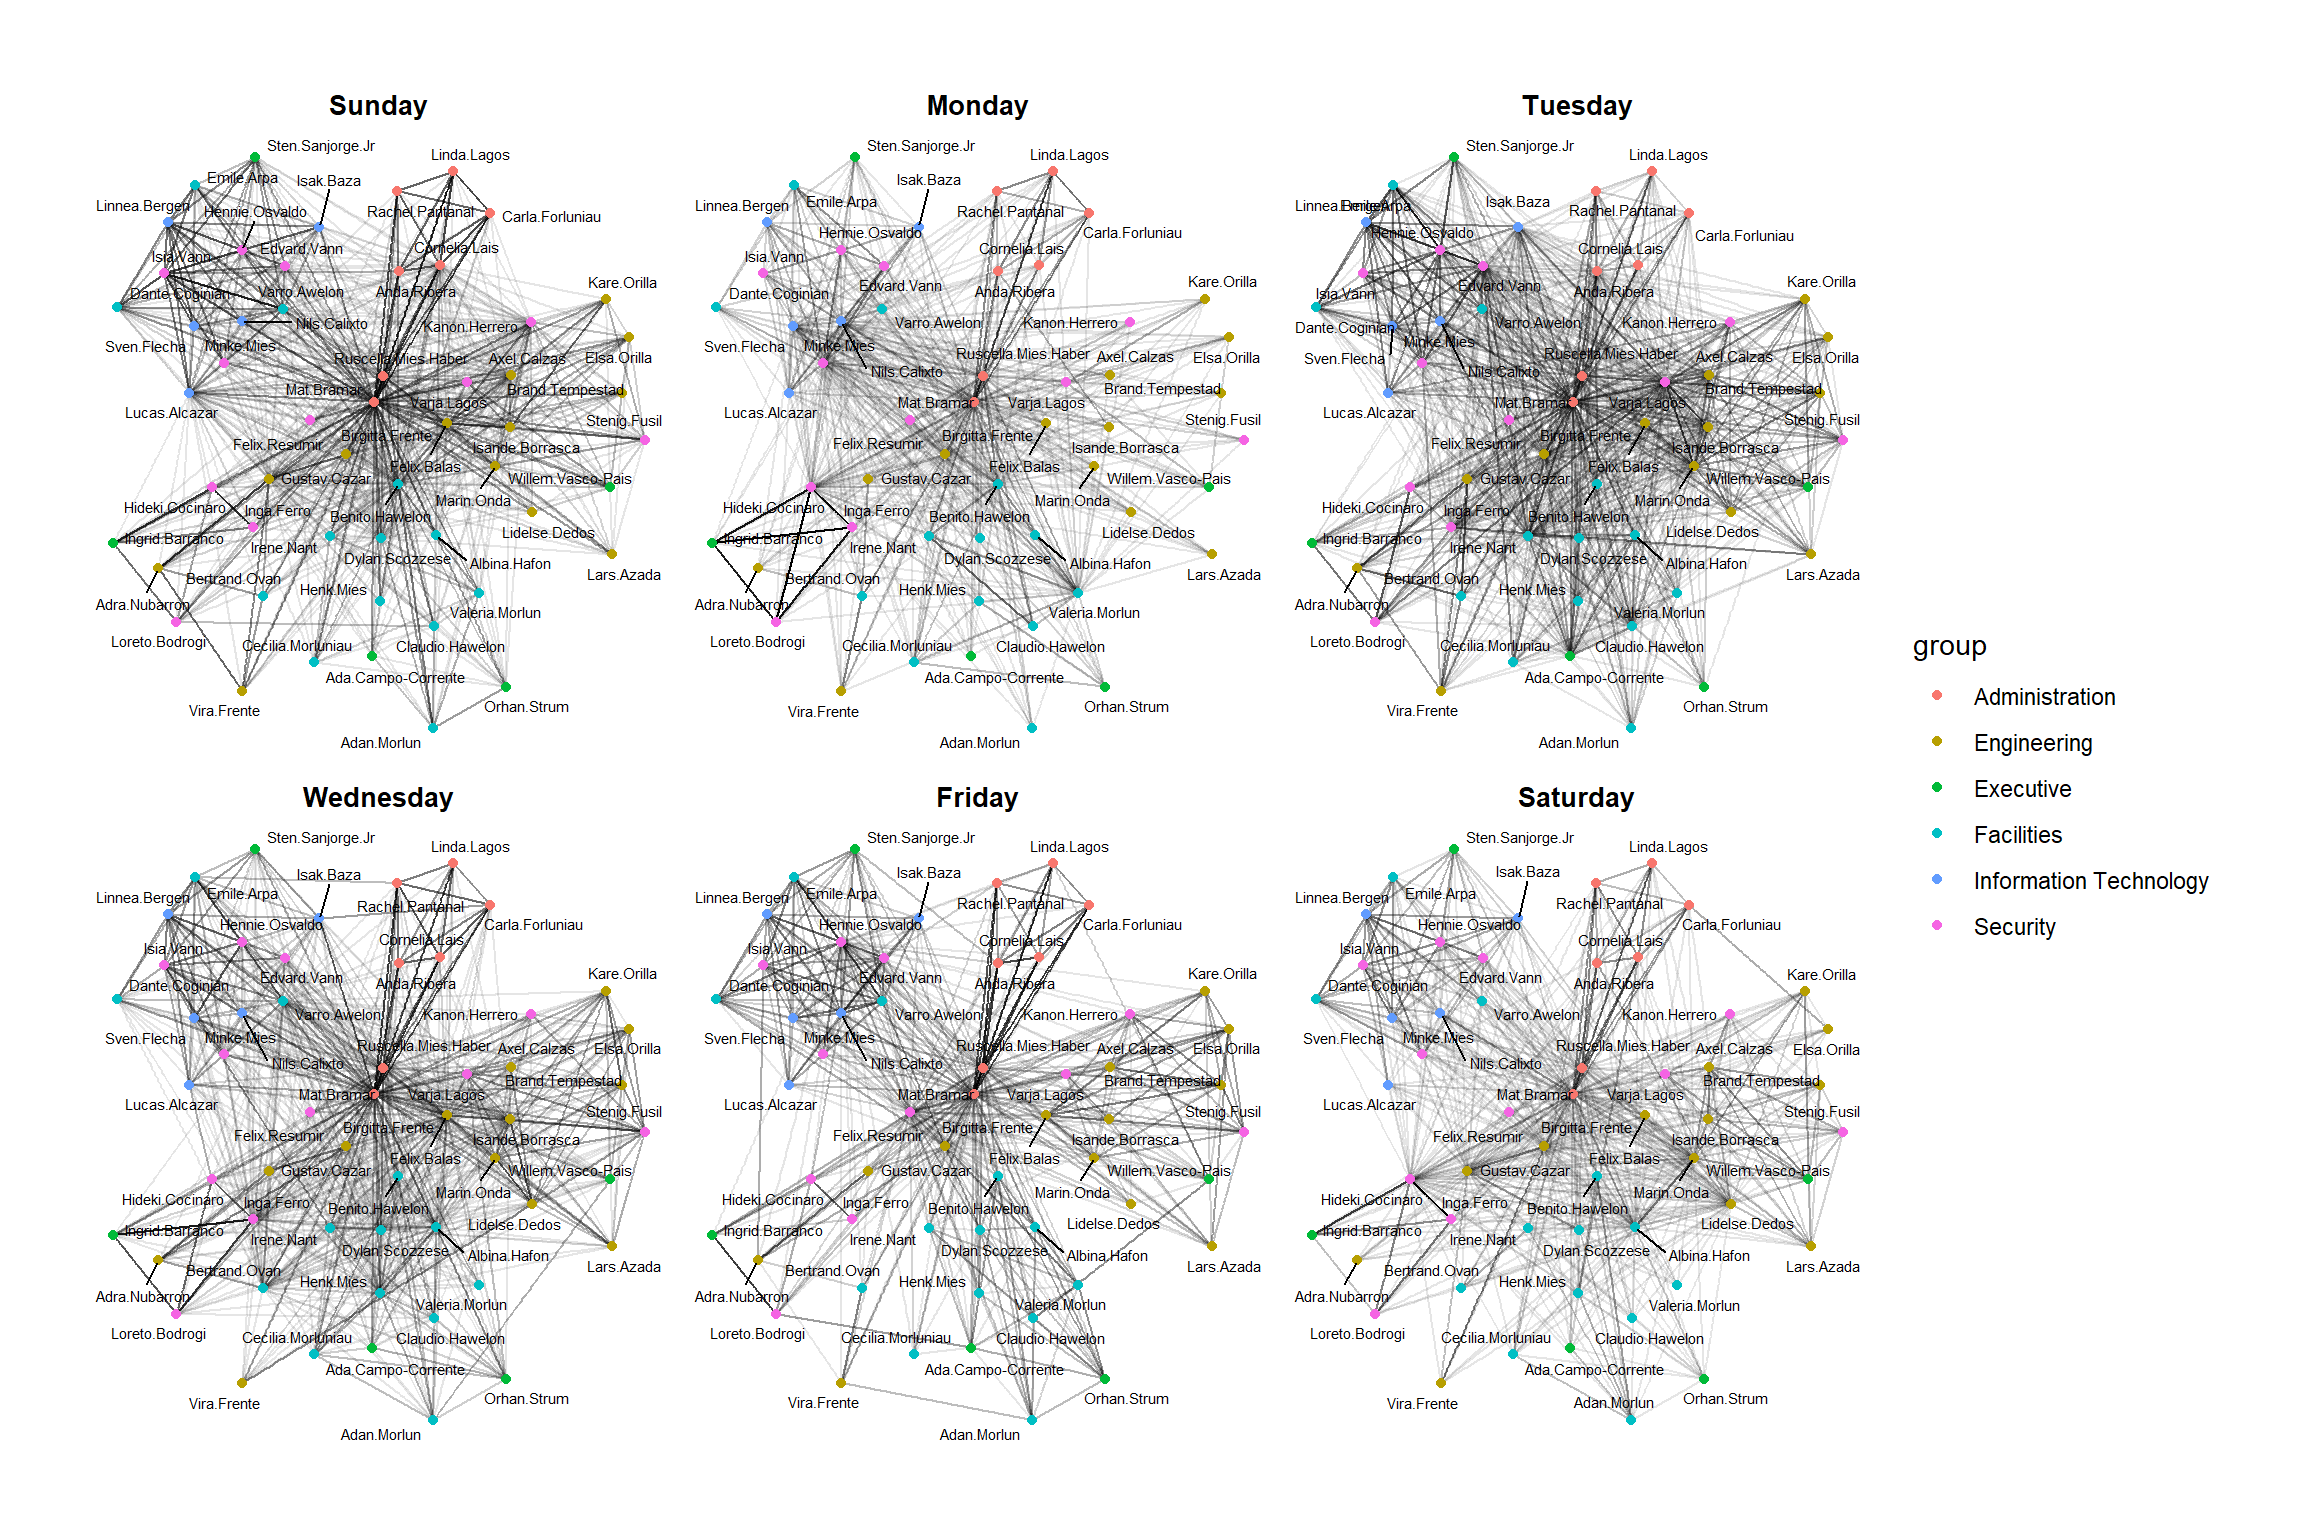 Sunday
Sten.Sanjorge.Jr
Linda.Lagos
Emile.Arpa
Isak.Baza
Linnea.Bergen
Hennie.Osvaldo
Rachel.Pantanal
Carla.Forluniau
Isia.Vann
Edvard.Vann
Cornelia.Lais
Kare.Orilla
Dante.Coginian
Varro.Awelon
Anda.Ribera
Nils.Calixto
Kanon.Herrero
Sven.Flecha
Minke.Mies
Ruscella.Mies.Haber
Axel.Calzas
Elsa.Orilla
Mat.Bramar
Brand.Tempestad
Lucas.Alcazar
Varja.Lagos
Stenig.Fusil
Felix.Resumir
Birgitta.Frente
Isande.Borrasca
Felix.Balas
Gustav.Cazar
Willem.Vasco-Pais
Marin.Onda
Hideki.Cocinaro
Inga.Ferro
Benito.Hawelon
Lidelse.Dedos
Ingrid.Barranco
Irene.Nant
Dylan.Scozzese
Albina.Hafon
Lars.Azada
Bertrand.Ovan
Henk.Mies
Adra.Nubarron
Valeria.Morlun
Loreto.Bodrogi
Cecilia.Morluniau
Claudio.Hawelon
Ada.Campo-Corrente
Vira.Frente
Orhan.Strum
Adan.Morlun
Monday
Sten.Sanjorge.Jr
Linda.Lagos
Isak.Baza
Emile.Arpa
Linnea.Bergen
Rachel.Pantanal
Hennie.Osvaldo
Carla.Forluniau
Isia.Vann
Cornelia.Lais
Kare.Orilla
Edvard.Vann
Dante.Coginian
Anda.Ribera
Varro.Awelon
Kanon.Herrero
Sven.Flecha
Minke.Mies
Ruscella.Mies.Haber
Axel.Calzas
Elsa.Orilla
Nils.Calixto
Brand.Tempestad
Lucas.Alcazar
Mat.Bramar
Varja.Lagos
Stenig.Fusil
Felix.Resumir
Birgitta.Frente
Isande.Borrasca
Felix.Balas
Gustav.Cazar
Willem.Vasco-Pais
Marin.Onda
Hideki.Cocinaro
Inga.Ferro
Benito.Hawelon
Lidelse.Dedos
Ingrid.Barranco
Irene.Nant
Dylan.Scozzese
Albina.Hafon
Lars.Azada
Bertrand.Ovan
Henk.Mies
Adra.Nubarron
Valeria.Morlun
Loreto.Bodrogi
Cecilia.Morluniau
Claudio.Hawelon
Ada.Campo-Corrente
Vira.Frente
Orhan.Strum
Adan.Morlun
Tuesday
Sten.Sanjorge.Jr
Linda.Lagos
Isak.Baza
Linnea.Bergen
Emile.Arpa
Rachel.Pantanal
Hennie.Osvaldo
Carla.Forluniau
Cornelia.Lais
Kare.Orilla
Edvard.Vann
Isia.Vann
Anda.Ribera
Dante.Coginian
Varro.Awelon
Kanon.Herrero
Minke.Mies
Sven.Flecha
Ruscella.Mies.Haber
Axel.Calzas
Elsa.Orilla
Nils.Calixto
Brand.Tempestad
Lucas.Alcazar
Mat.Bramar
Varja.Lagos
Stenig.Fusil
Felix.Resumir
Birgitta.Frente
Isande.Borrasca
Felix.Balas
Gustav.Cazar
Willem.Vasco-Pais
Marin.Onda
Hideki.Cocinaro
Inga.Ferro
Benito.Hawelon
Lidelse.Dedos
Ingrid.Barranco
Irene.Nant
Dylan.Scozzese
Albina.Hafon
Lars.Azada
Bertrand.Ovan
Henk.Mies
Adra.Nubarron
Valeria.Morlun
Loreto.Bodrogi
Cecilia.Morluniau
Claudio.Hawelon
Ada.Campo-Corrente
Vira.Frente
Orhan.Strum
Adan.Morlun
Wednesday
Sten.Sanjorge.Jr
Linda.Lagos
Isak.Baza
Emile.Arpa
Linnea.Bergen
Rachel.Pantanal
Hennie.Osvaldo
Carla.Forluniau
Isia.Vann
Cornelia.Lais
Kare.Orilla
Edvard.Vann
Dante.Coginian
Anda.Ribera
Varro.Awelon
Kanon.Herrero
Sven.Flecha
Minke.Mies
Ruscella.Mies.Haber
Axel.Calzas
Elsa.Orilla
Nils.Calixto
Brand.Tempestad
Lucas.Alcazar
Mat.Bramar
Varja.Lagos
Stenig.Fusil
Felix.Resumir
Birgitta.Frente
Isande.Borrasca
Felix.Balas
Gustav.Cazar
Willem.Vasco-Pais
Marin.Onda
Hideki.Cocinaro
Inga.Ferro
Benito.Hawelon
Lidelse.Dedos
Ingrid.Barranco
Irene.Nant
Dylan.Scozzese
Albina.Hafon
Lars.Azada
Bertrand.Ovan
Henk.Mies
Adra.Nubarron
Valeria.Morlun
Loreto.Bodrogi
Cecilia.Morluniau
Claudio.Hawelon
Ada.Campo-Corrente
Vira.Frente
Orhan.Strum
Adan.Morlun
Friday
Sten.Sanjorge.Jr
Linda.Lagos
Isak.Baza
Emile.Arpa
Linnea.Bergen
Rachel.Pantanal
Hennie.Osvaldo
Carla.Forluniau
Isia.Vann
Cornelia.Lais
Kare.Orilla
Edvard.Vann
Dante.Coginian
Anda.Ribera
Varro.Awelon
Kanon.Herrero
Sven.Flecha
Minke.Mies
Ruscella.Mies.Haber
Axel.Calzas
Elsa.Orilla
Nils.Calixto
Brand.Tempestad
Lucas.Alcazar
Mat.Bramar
Varja.Lagos
Stenig.Fusil
Felix.Resumir
Birgitta.Frente
Isande.Borrasca
Felix.Balas
Gustav.Cazar
Willem.Vasco-Pais
Marin.Onda
Hideki.Cocinaro
Inga.Ferro
Benito.Hawelon
Lidelse.Dedos
Ingrid.Barranco
Irene.Nant
Dylan.Scozzese
Albina.Hafon
Lars.Azada
Bertrand.Ovan
Henk.Mies
Adra.Nubarron
Valeria.Morlun
Loreto.Bodrogi
Cecilia.Morluniau
Claudio.Hawelon
Ada.Campo-Corrente
Vira.Frente
Orhan.Strum
Adan.Morlun
Saturday
Sten.Sanjorge.Jr
Linda.Lagos
Isak.Baza
Emile.Arpa
Linnea.Bergen
Rachel.Pantanal
Hennie.Osvaldo
Carla.Forluniau
Isia.Vann
Cornelia.Lais
Kare.Orilla
Edvard.Vann
Dante.Coginian
Anda.Ribera
Varro.Awelon
Kanon.Herrero
Sven.Flecha
Minke.Mies
Ruscella.Mies.Haber
Axel.Calzas
Elsa.Orilla
Nils.Calixto
Brand.Tempestad
Lucas.Alcazar
Mat.Bramar
Varja.Lagos
Stenig.Fusil
Felix.Resumir
Birgitta.Frente
Isande.Borrasca
Felix.Balas
Gustav.Cazar
Willem.Vasco-Pais
Marin.Onda
Hideki.Cocinaro
Inga.Ferro
Benito.Hawelon
Lidelse.Dedos
Ingrid.Barranco
Irene.Nant
Dylan.Scozzese
Albina.Hafon
Lars.Azada
Bertrand.Ovan
Henk.Mies
Adra.Nubarron
Valeria.Morlun
Loreto.Bodrogi
Cecilia.Morluniau
Claudio.Hawelon
Ada.Campo-Corrente
Vira.Frente
Orhan.Strum
Adan.Morlun
group
Administration
Engineering
Executive
Facilities
Information Technology
Security